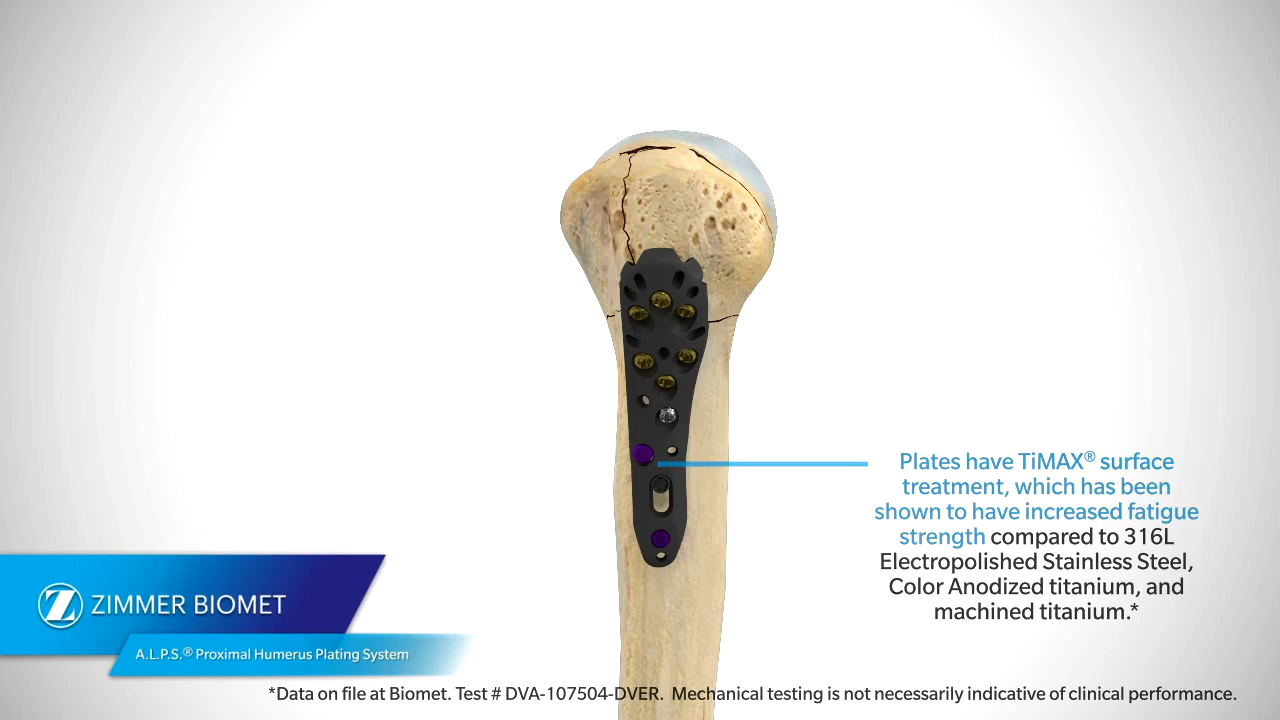 Plates have TiMAX® surface
treatment, which has been
shown to have increased fatigue
strength compared to 316L
Electropolished Stainless Steel,
Color Anodized titanium, and
machined titanium.*
ZIMMER BIOMET
A.L.P.S.® Proximal Humerus Plating System
*Data on file at Biomet. Test # DVA-107504-DVER. Mechanical testing is not necessarily indicative of clinical performance.